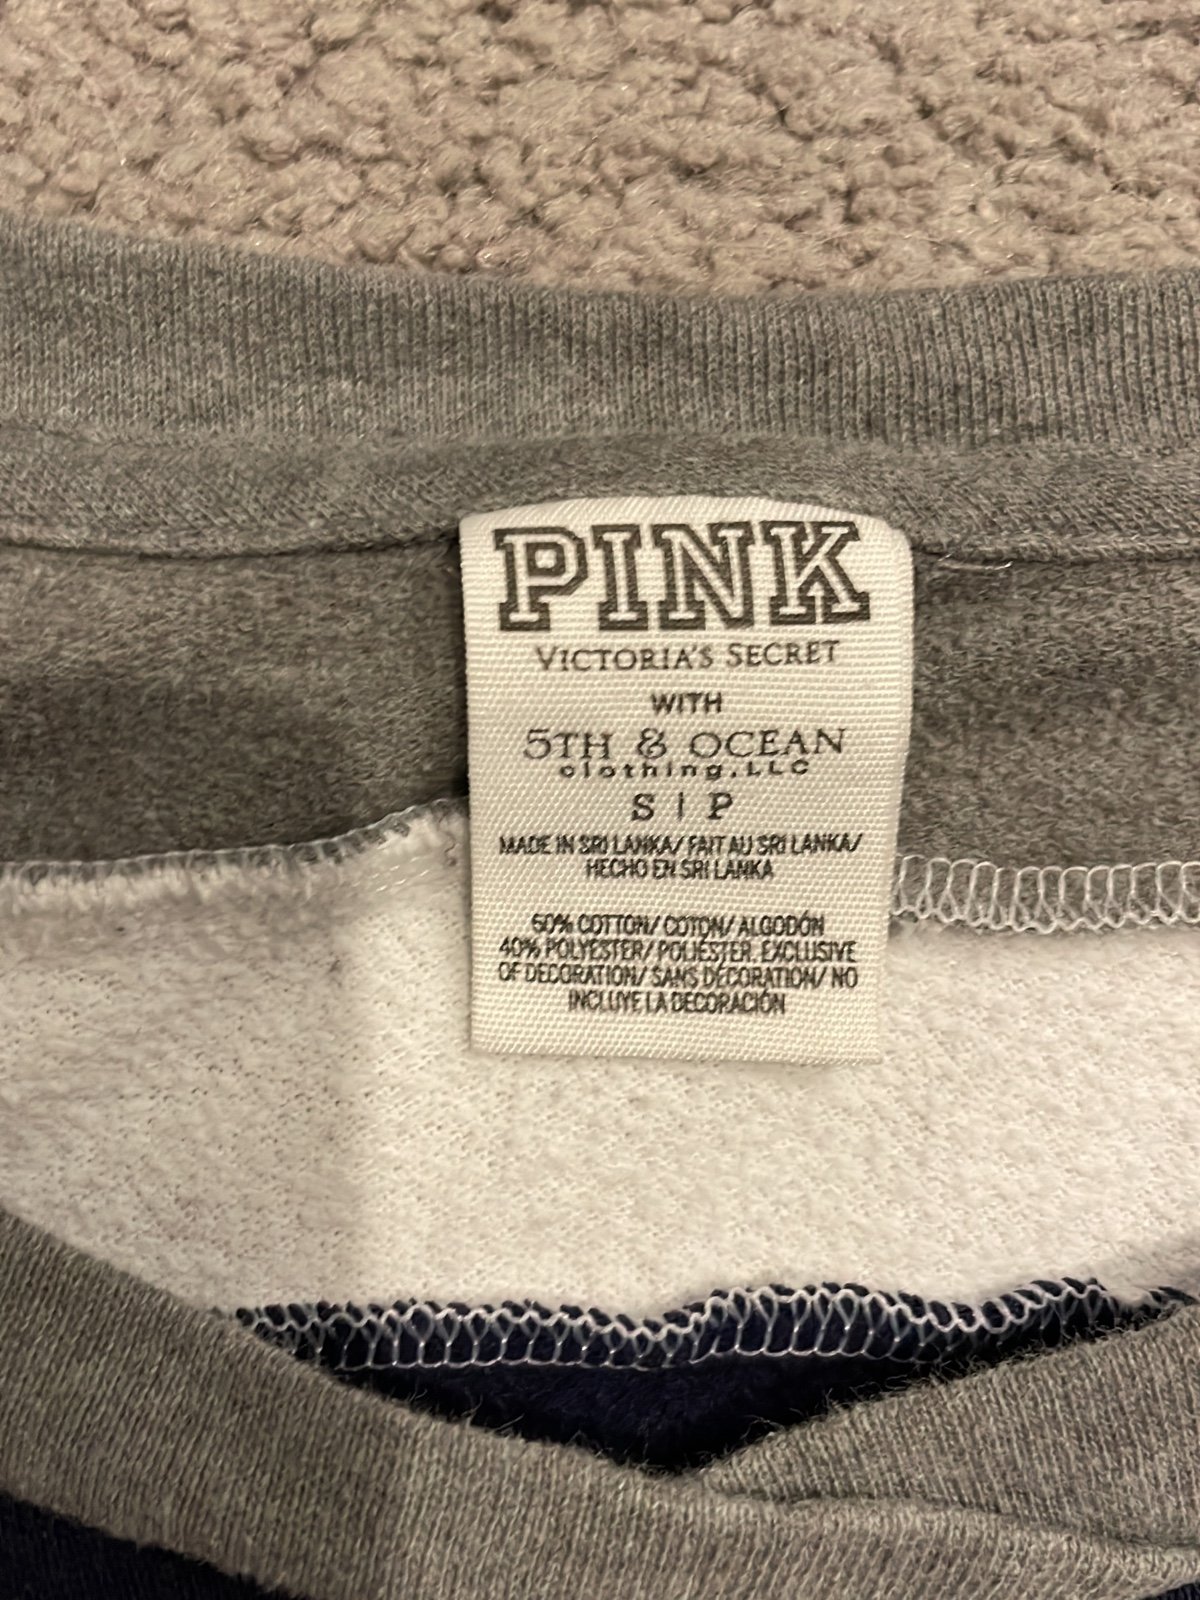 PINK
VICTORIA'S SECRET
WITH
5TH & OCEAN
clothing, LLC
S | P
MADE IN SRI LANKA/ FAIT AU SRI LANKA/
HECHO EN SRI LANKA
60% COTTON/ COTON/ ALGODÓN
40% POLYESTER/ POLIÉSTER. EXCLUSIVE
OF DECORATION/ SANS DÉCORATION/ NO
INCLUYE LA DECORACIÓN